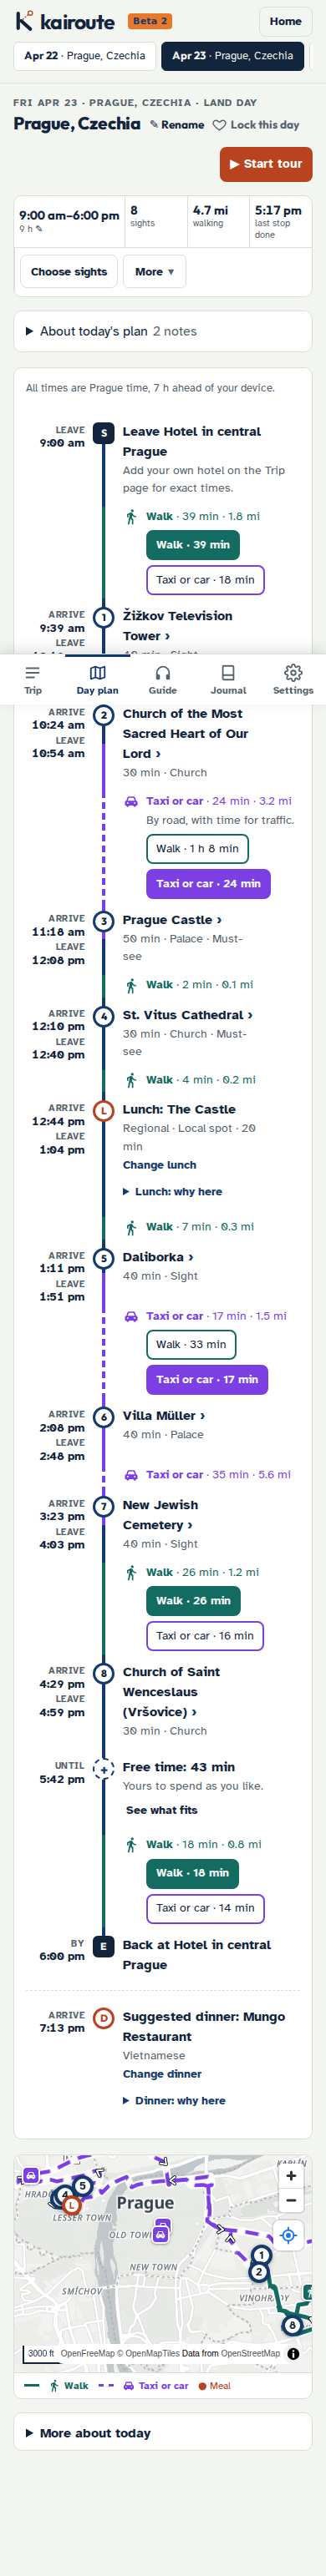 kairoute Beta 2 Home
Apr 22 · Prague, Czechia Apr 23 · Prague, Czechia
FRI APR 23 · PRAGUE, CZECHIA · LAND DAY
Prague, Czechia ✎ Rename ♡ Lock this day
▶ Start tour
9:00 am–6:00 pm 8 4.7 mi 5:17 pm
9 h ✎ sights walking last stop
done
Choose sights More ▾
▶ About today's plan 2 notes
All times are Prague time, 7 h ahead of your device.
LEAVE
9:00 am
S
Leave Hotel in central
Prague
Add your own hotel on the Trip
page for exact times.
Walk · 39 min · 1.8 mi
Walk · 39 min
Taxi or car · 18 min
ARRIVE
9:39 am
LEAVE
1
Žižkov Television
Tower ›
Trip Day plan Guide Journal Settings
ARRIVE
10:24 am
LEAVE
10:54 am
2
Church of the Most
Sacred Heart of Our
Lord ›
30 min · Church
Taxi or car · 24 min · 3.2 mi
By road, with time for traffic.
Walk · 1 h 8 min
Taxi or car · 24 min
ARRIVE
11:18 am
LEAVE
12:08 pm
3
Prague Castle ›
50 min · Palace · Must-
see
Walk · 2 min · 0.1 mi
ARRIVE
12:10 pm
LEAVE
12:40 pm
4
St. Vitus Cathedral ›
30 min · Church · Must-
see
Walk · 4 min · 0.2 mi
ARRIVE
12:44 pm
LEAVE
1:04 pm
L
Lunch: The Castle
Regional · Local spot · 20
min
Change lunch
▶ Lunch: why here
Walk · 7 min · 0.3 mi
ARRIVE
1:11 pm
LEAVE
1:51 pm
5
Daliborka ›
40 min · Sight
Taxi or car · 17 min · 1.5 mi
Walk · 33 min
Taxi or car · 17 min
ARRIVE
2:08 pm
LEAVE
2:48 pm
6
Villa Müller ›
40 min · Palace
Taxi or car · 35 min · 5.6 mi
ARRIVE
3:23 pm
LEAVE
4:03 pm
7
New Jewish
Cemetery ›
40 min · Sight
Walk · 26 min · 1.2 mi
Walk · 26 min
Taxi or car · 16 min
ARRIVE
4:29 pm
LEAVE
4:59 pm
8
Church of Saint
Wenceslaus
(Vršovice) ›
30 min · Church
UNTIL
5:42 pm
+
Free time: 43 min
Yours to spend as you like.
See what fits
Walk · 18 min · 0.8 mi
Walk · 18 min
Taxi or car · 14 min
BY
6:00 pm
E
Back at Hotel in central
Prague
ARRIVE
7:13 pm
D
Suggested dinner: Mungo
Restaurant
Vietnamese
Change dinner
▶ Dinner: why here
+
−
4 5
L
LESSER TOWN
Prague
OLD TOWN
1
2
NEW TOWN
SMÍCHOV
8
3000 ft OpenFreeMap © OpenMapTiles Data from OpenStreetMap
Walk Taxi or car Meal
▶ More about today